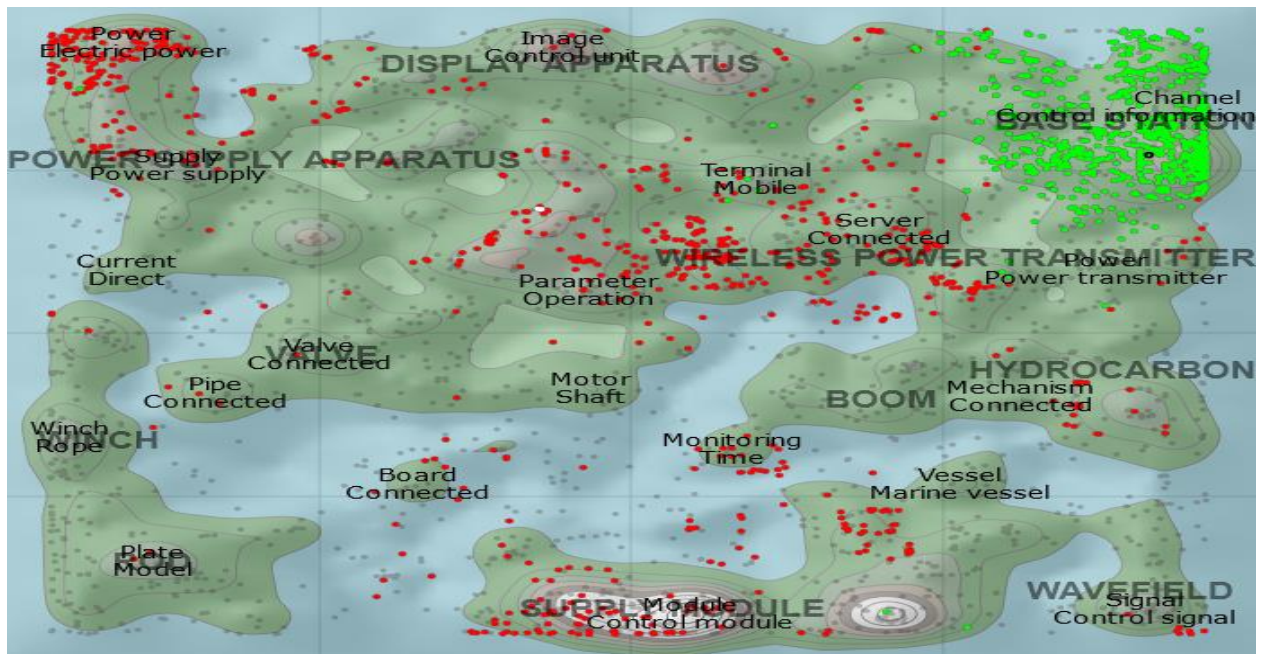 Power
Electric power
Image
Control unit
DISPLAY APPARATUS
Channel
Control information
BASE STATION
Supply
Power supply
POWER SUPPLY APPARATUS
Terminal
Mobile
Server
Connected
WIRELESS POWER TRANSMITTER
Power
Power transmitter
Current
Direct
Parameter
Operation
Valve
Connected
VALVE
HYDROCARBON
Pipe
Connected
Motor
Shaft
BOOM
Mechanism
Connected
Winch
Rope
WINCH
Monitoring
Time
Board
Connected
Vessel
Marine vessel
Plate
Model
WAVEFIELD
SUPPLY MODULE
Module
Control module
Signal
Control signal